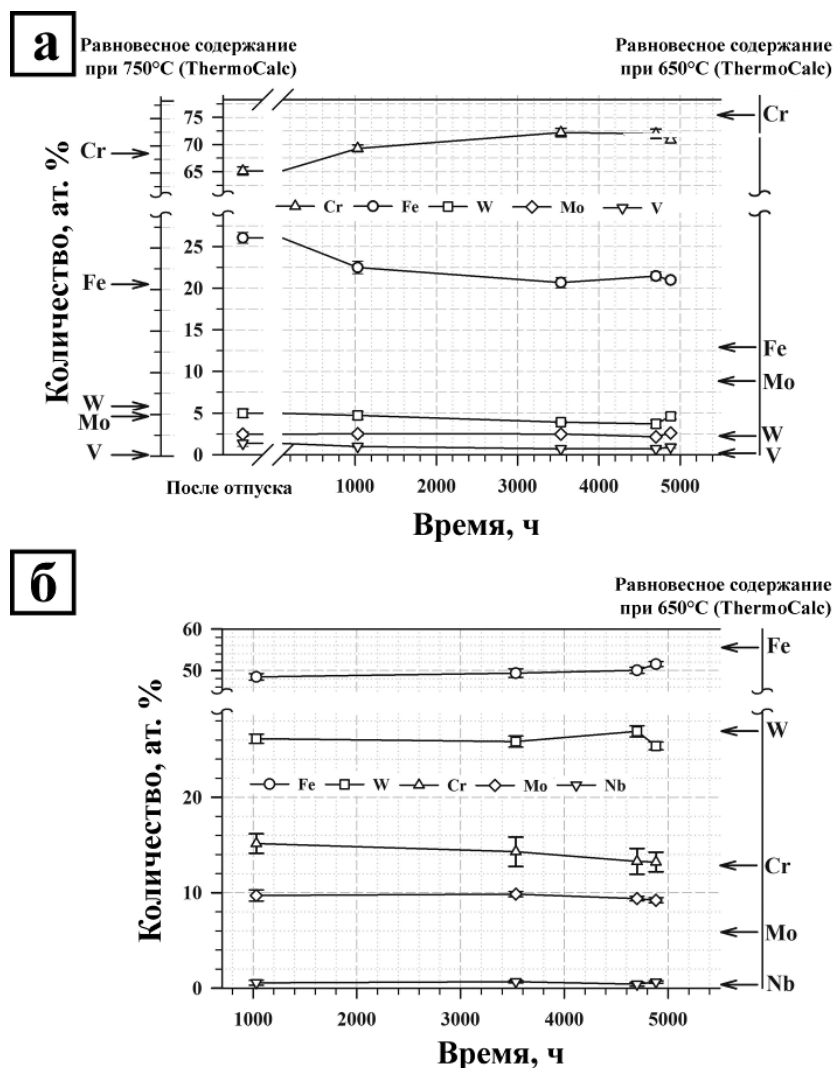 а
Равновесное содержание
при 750°C (ThermoCalc)
Равновесное содержание
при 650°C (ThermoCalc)
Количество, ат. %
75
70
65
25
20
15
10
5
0
Cr
Fe
W
Mo
V
Cr
Fe
W
Mo
V
Cr
Fe
Mo
W
V
После отпуска
1000
2000
3000
4000
5000
Время, ч
б
Равновесное содержание
при 650°C (ThermoCalc)
Количество, ат. %
60
50
20
10
0
Fe
W
Cr
Mo
Nb
Fe
W
Cr
Mo
Nb
1000
2000
3000
4000
5000
Время, ч